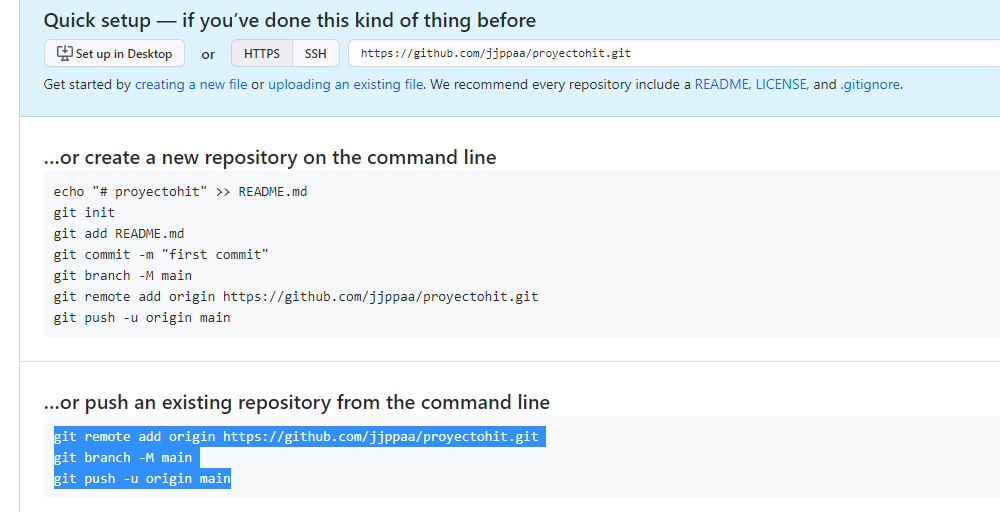 Quick setup — if you’ve done this kind of thing before
Set up in Desktop or HTTPS SSH https://github.com/jjppaa/proyectohit.git
Get started by creating a new file or uploading an existing file. We recommend every repository include a README, LICENSE, and .gitignore.
…or create a new repository on the command line
echo "# proyectohit" >> README.md
git init
git add README.md
git commit -m "first commit"
git branch -M main
git remote add origin https://github.com/jjppaa/proyectohit.git
git push -u origin main
…or push an existing repository from the command line
git remote add origin https://github.com/jjppaa/proyectohit.git
git branch -M main
git push -u origin main